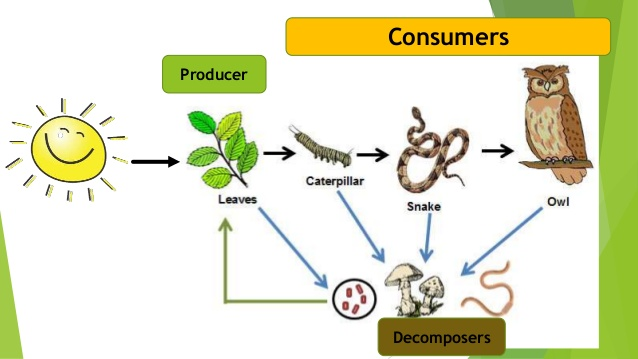 Consumers
Producer
Leaves
Caterpillar
Snake
Owl
Decomposers